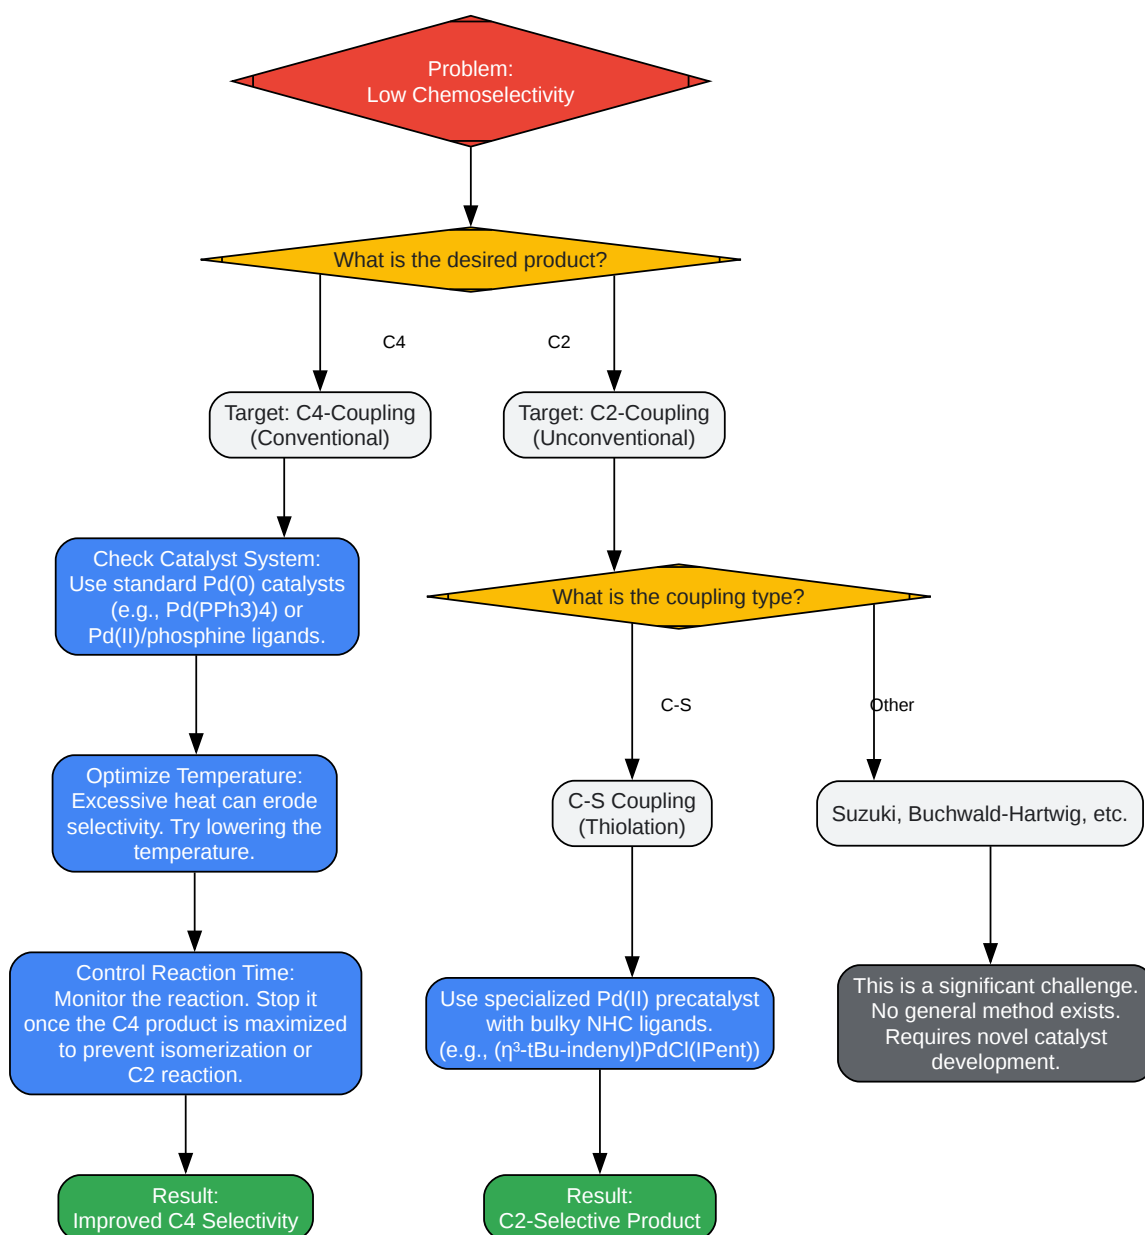 Problem:
Low Chemoselectivity
What is the desired product?
C4
C2
Target: C4-Coupling
(Conventional)
Target: C2-Coupling
(Unconventional)
Check Catalyst System:
Use standard Pd(0) catalysts
(e.g., Pd(PPh3)4) or
Pd(II)/phosphine ligands.
What is the coupling type?
C-S
Other
Optimize Temperature:
Excessive heat can erode
selectivity. Try lowering the
temperature.
C-S Coupling
(Thiolation)
Suzuki, Buchwald-Hartwig, etc.
Control Reaction Time:
Monitor the reaction. Stop it
once the C4 product is maximized
to prevent isomerization or
C2 reaction.
Use specialized Pd(II) precatalyst
with bulky NHC ligands.
(e.g., (η³-tBu-indenyl)PdCl(IPent))
This is a significant challenge.
No general method exists.
Requires novel catalyst
development.
Result:
Improved C4 Selectivity
Result:
C2-Selective Product